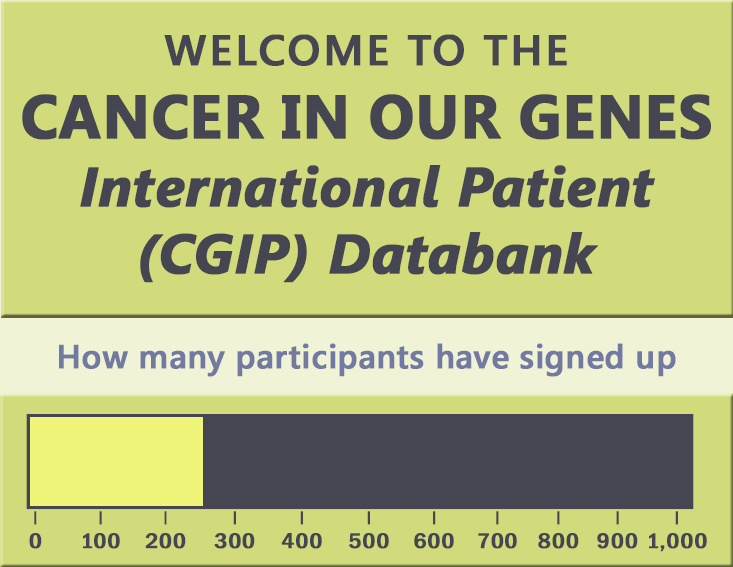 WELCOME TO THE
CANCER IN OUR GENES
International Patient
(CGIP) Databank
How many participants have signed up
0 100 200 300 400 500 600 700 800 900 1,000